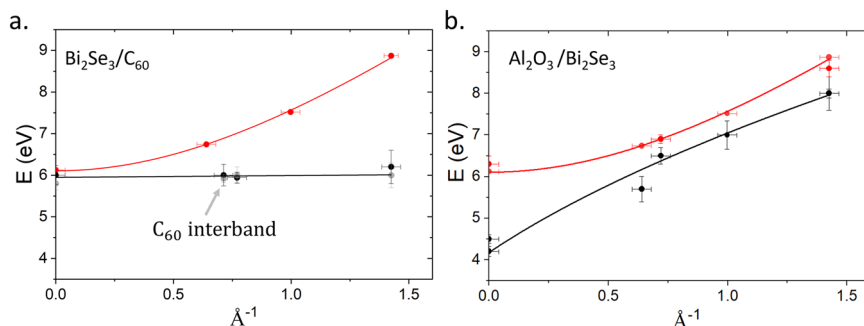 a.
Bi₂Se₃/C₆₀
E (eV)
9
8
7
6
5
4
C₆₀ interband
0.0
0.5
1.0
1.5
Å⁻¹
b.
Al₂O₃/Bi₂Se₃
E (eV)
9
8
7
6
5
4
0.0
0.5
1.0
1.5
Å⁻¹